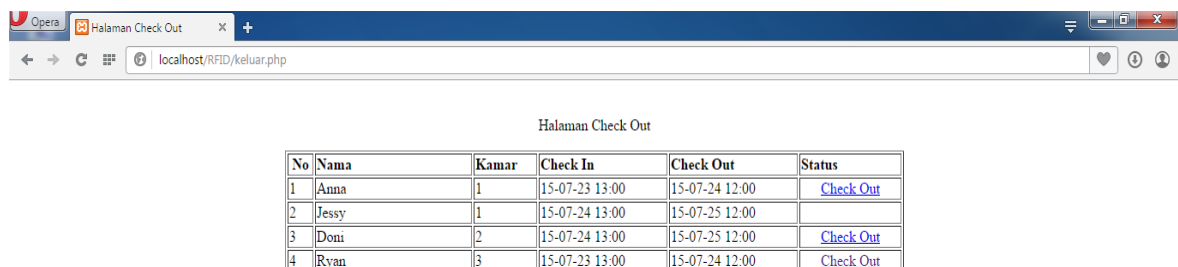 Opera Halaman Check Out
localhost/RFID/keluar.php
Halaman Check Out
No Nama Kamar Check In Check Out Status
1 Anna 1 15-07-23 13:00 15-07-24 12:00 Check Out
2 Jessy 1 15-07-24 13:00 15-07-25 12:00
3 Doni 2 15-07-24 13:00 15-07-25 12:00 Check Out
4 Ryan 3 15-07-23 13:00 15-07-24 12:00 Check Out